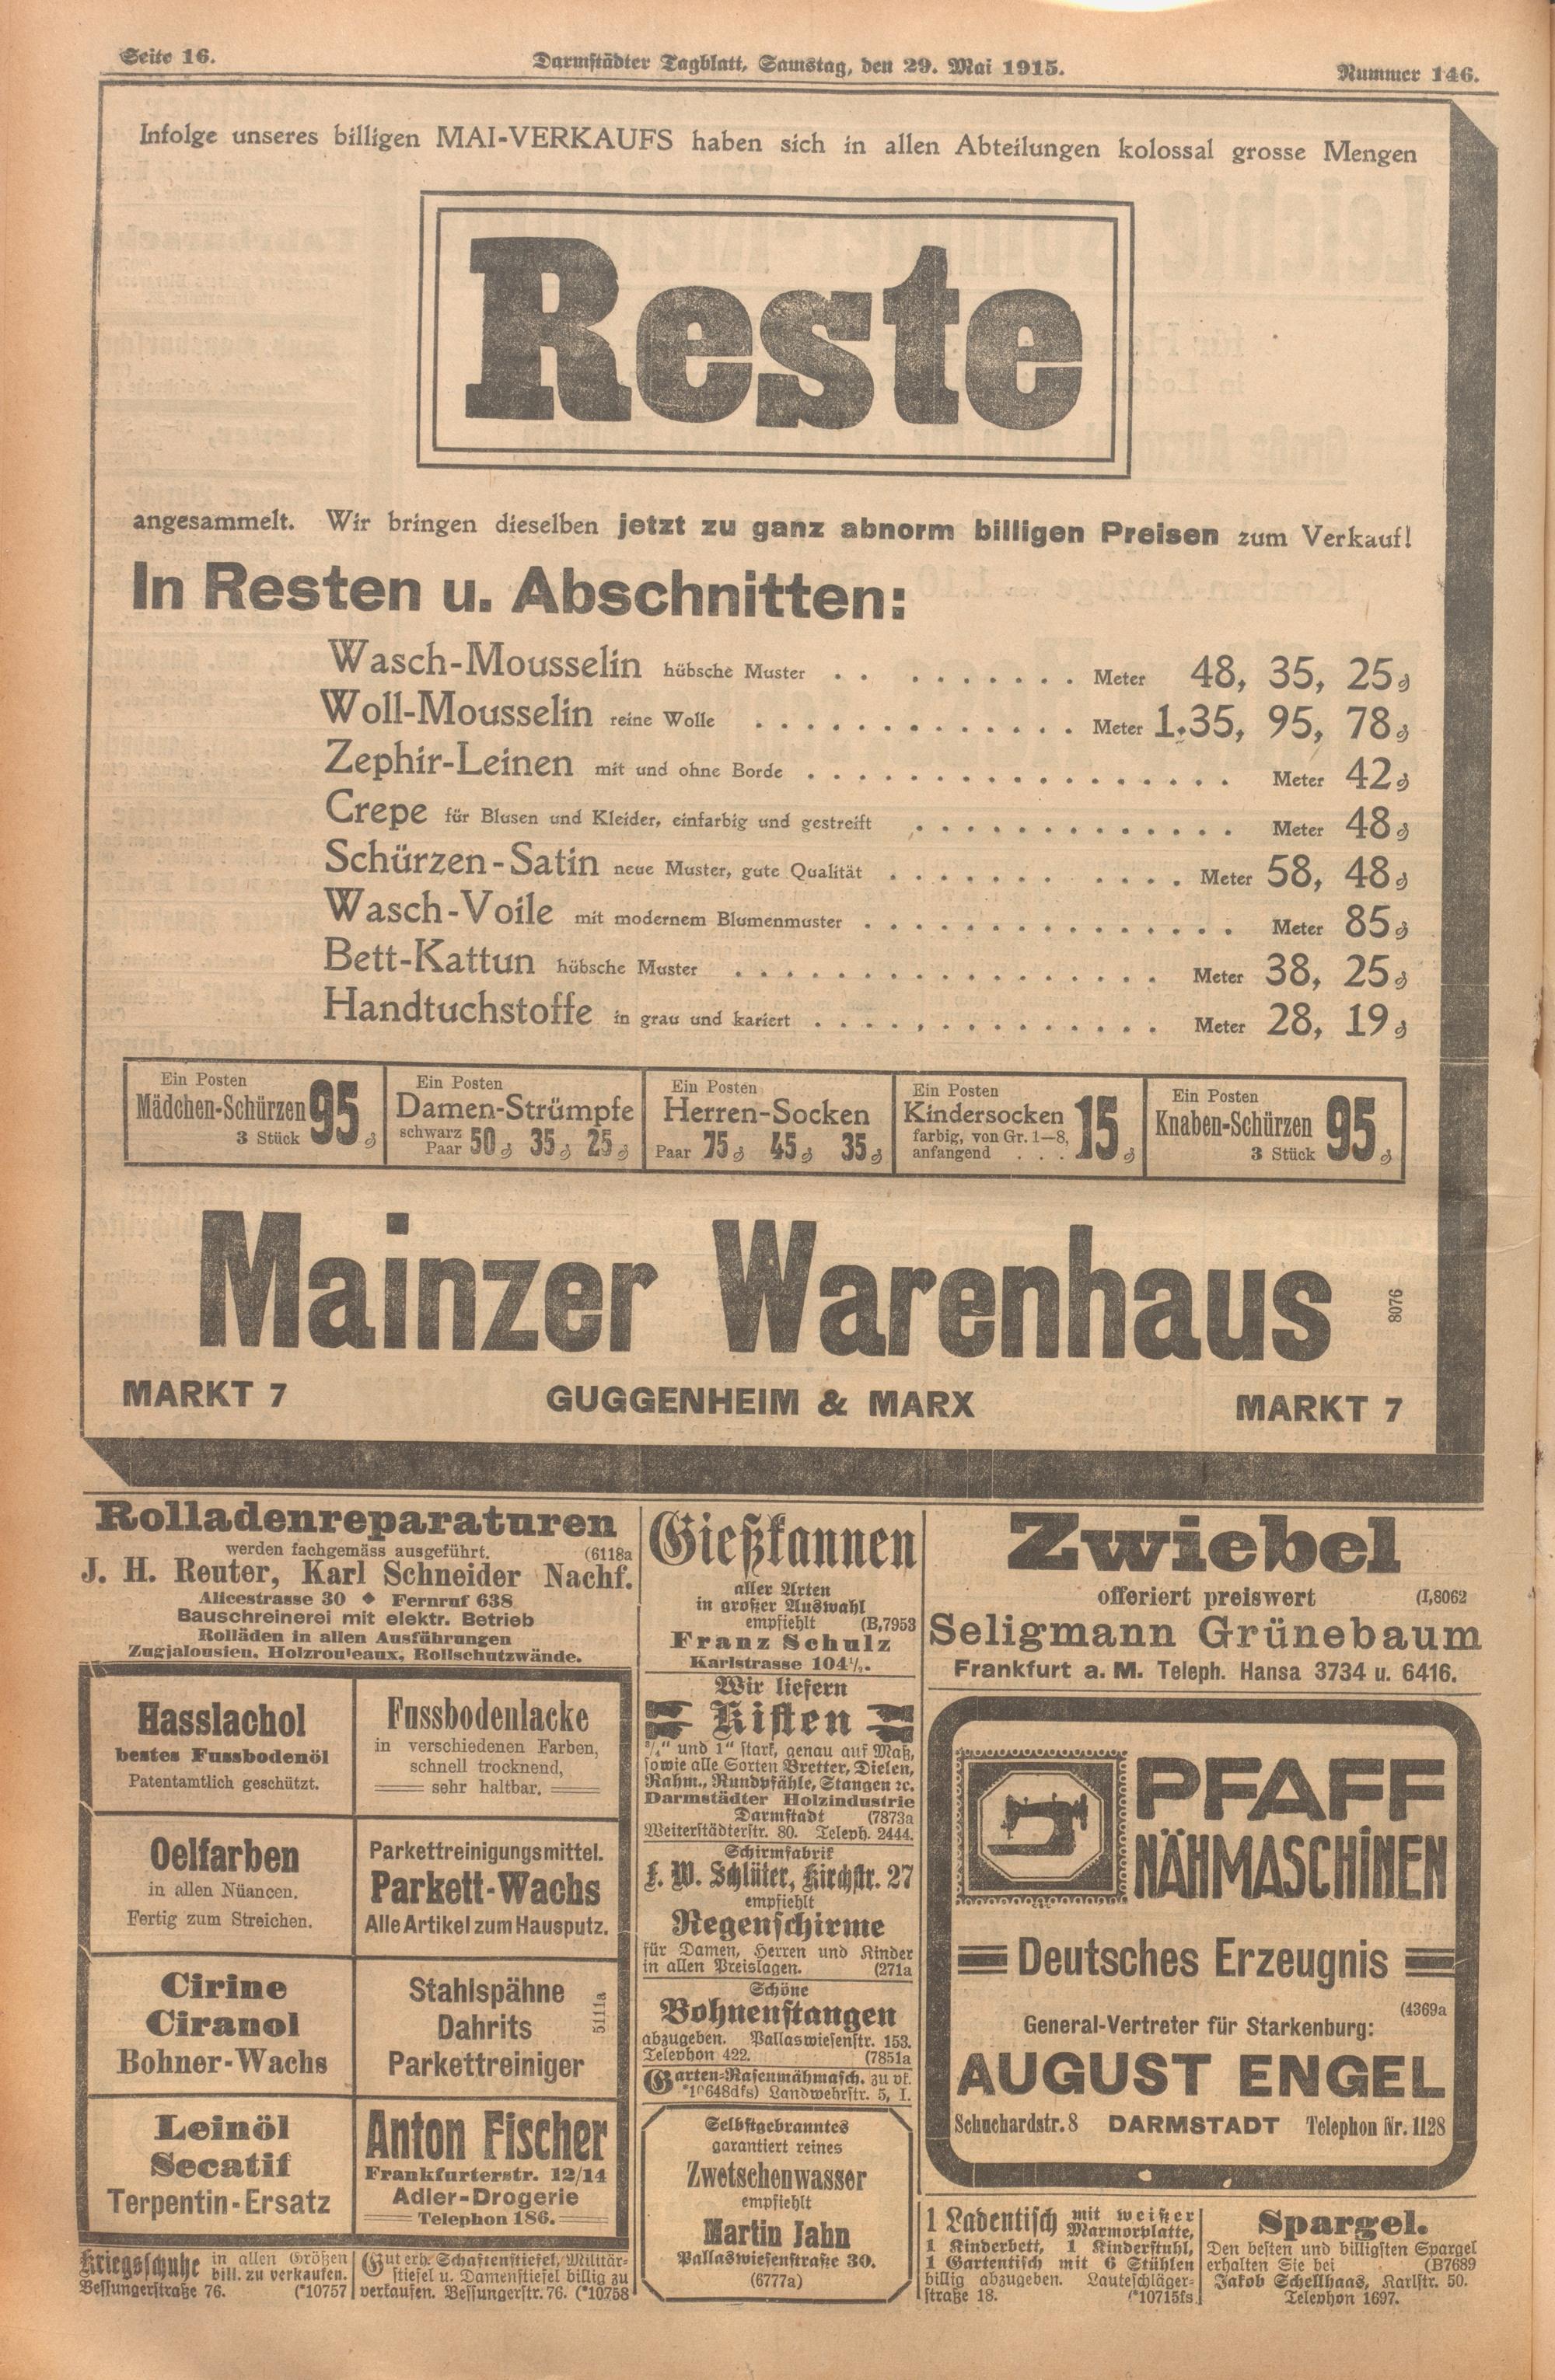 Seite 16.
Darmstädter Tagblatt, Samstag, den 29. Mai 1915.
Nummer 146.
Infolge unseres billigen MAI-VERKAUFS haben sich in allen Abteilungen kolossal grosse Mengen
Reste
angesammelt. Wir bringen dieselben jetzt zu ganz abnorm billigen Preisen zum Verkauf!
In Resten u. Abschnitten:
Wasch-Mousselin hübsche Muster . . . . . . . . . Meter 48, 35, 25₰
Woll-Mousselin reine Wolle . . . . . . . . . . . . . Meter 1.35, 95, 78₰
Zephir-Leinen mit und ohne Borde . . . . . . . . . . . . . . . . . Meter 42₰
Crepe für Blusen und Kleider, einfarbig und gestreift . . . . . . . . . . . . . Meter 48₰
Schürzen-Satin neue Muster, gute Qualität . . . . . . . . . . . Meter 58, 48₰
Wasch-Voile mit modernem Blumenmuster . . . . . . . . . . . . . . . Meter 85₰
Bett-Kattun hübsche Muster . . . . . . . . . . . . . . . . . Meter 38, 25₰
Handtuchstoffe in grau und kariert . . . . . . . . . . . . . . Meter 28, 19₰
Ein Posten
Mädchen-Schürzen
3 Stück 95₰
Ein Posten
Damen-Strümpfe
schwarz
Paar 50₰ 35₰ 25₰
Ein Posten
Herren-Socken
Paar 75₰ 45₰ 35₰
Ein Posten
Kindersocken
farbig, von Gr. 1—8,
anfangend . . . 15₰
Ein Posten
Knaben-Schürzen
3 Stück 95₰
Mainzer Warenhaus
8076
MARKT 7 GUGGENHEIM & MARX MARKT 7
Rolladenreparaturen
werden fachgemäss ausgeführt. (6118a
J. H. Reuter, Karl Schneider Nachf.
Alicestrasse 30 ◆ Fernruf 638
Bauschreinerei mit elektr. Betrieb
Rolläden in allen Ausführungen
Zugjalousien, Holzrouleaux, Rollschutzwände.
Hasslachol
bestes Fussbodenöl
Patentamtlich geschützt.
Fussbodenlacke
in verschiedenen Farben,
schnell trocknend,
sehr haltbar.
Oelfarben
in allen Nüancen.
Fertig zum Streichen.
Parkettreinigungsmittel.
Parkett-Wachs
Alle Artikel zum Hausputz.
Cirine
Ciranol
Bohner-Wachs
Stahlspähne
Dahrits
Parkettreiniger
5111a
Leinöl
Secatif
Terpentin-Ersatz
Anton Fischer
Frankfurterstr. 12/14
Adler-Drogerie
Telephon 186.
Kriegsschuhe in allen Größen
bill. zu verkaufen.
Bessungerstraße 76. (*10757
Gut erh. Schaftenstiefel, Militär-
stiefel u. Damenstiefel billig zu
verkaufen. Bessungerstr. 76. (*10758
Gießkannen
aller Arten
in großer Auswahl
empfiehlt (B,7953
Franz Schulz
Karlstrasse 104½.
Wir liefern
Kisten
¾" und 1" stark, genau auf Maß,
sowie alle Sorten Bretter, Dielen,
Rahm., Rundpfähle, Stangen ꝛc.
Darmstädter Holzindustrie
Darmstadt (7873a
Weiterstädterstr. 80. Teleph. 2444.
Schirmfabrik
F. W. Schlüter, Kirchstr. 27
empfiehlt
Regenschirme
für Damen, Herren und Kinder
in allen Preislagen. (271a
Schöne
Bohnenstangen
abzugeben. Pallaswiesenstr. 153.
Telephon 422. (7851a
Garten-Rasenmähmasch. zu vk.
*10648dfs) Landwehrstr. 5, I.
Selbstgebranntes
garantiert reines
Zwetschenwasser
empfiehlt
Martin Jahn
Pallaswiesenstraße 30.
(6777a)
Zwiebel
offeriert preiswert (I,8062
Seligmann Grünebaum
Frankfurt a. M. Teleph. Hansa 3734 u. 6416.
PFAFF
NÄHMASCHINEN
Deutsches Erzeugnis
(4369a
General-Vertreter für Starkenburg:
AUGUST ENGEL
Schuchardstr. 8 DARMSTADT Telephon Nr. 1128
1 Ladentisch mit weißer
Marmorplatte,
1 Kinderbett, 1 Kinderstuhl,
1 Gartentisch mit 6 Stühlen
billig abzugeben. Lauteschläger-
straße 18. (*10715fs
Spargel.
Den besten und billigsten Spargel
erhalten Sie bei (B7689
Jakob Schellhaas, Karlstr. 50.
Telephon 1697.